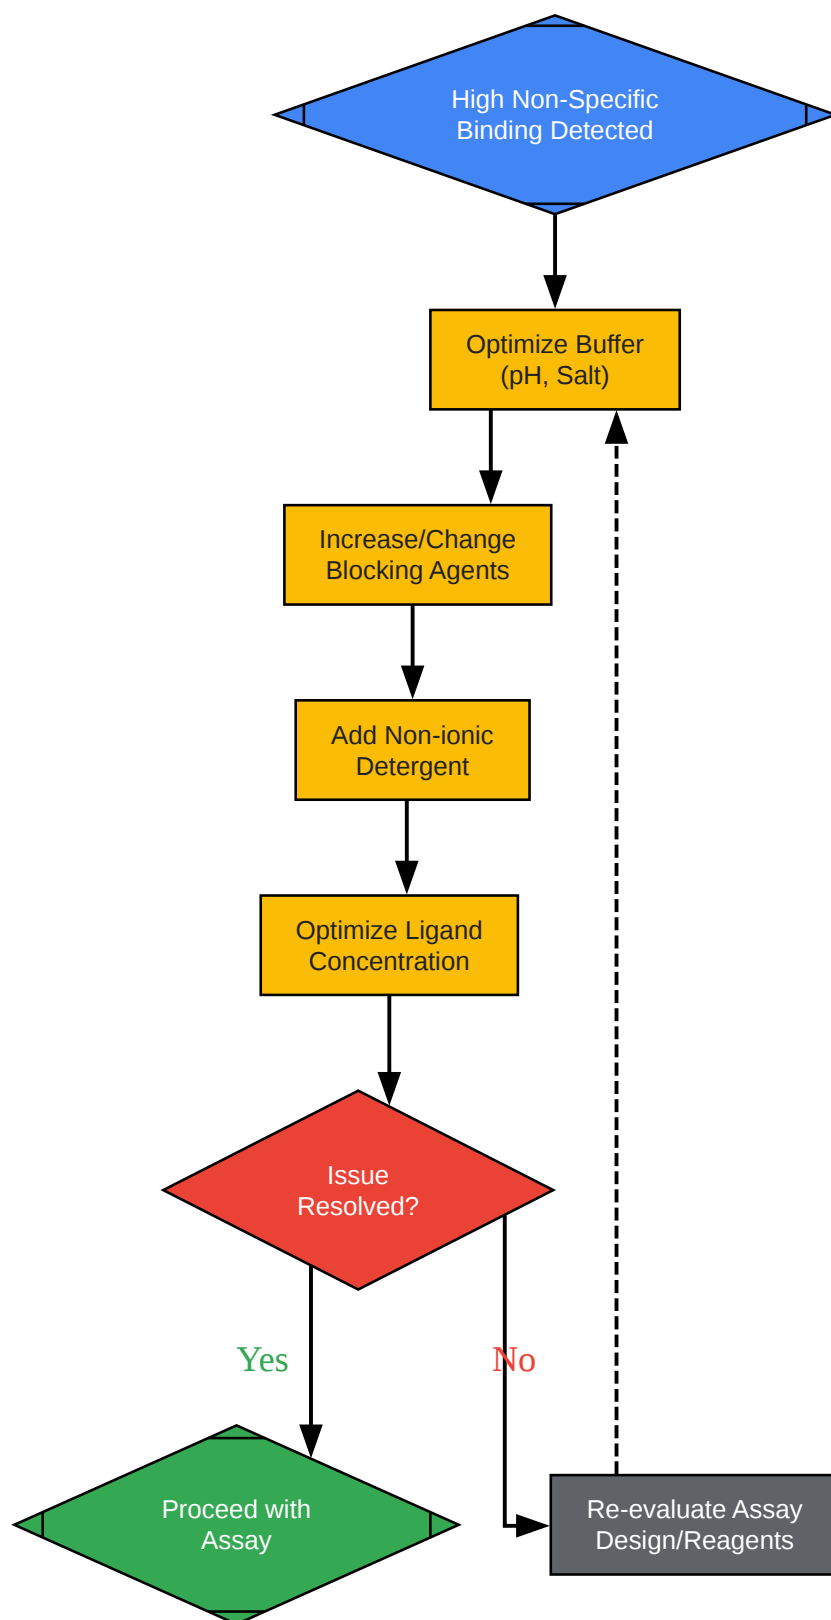 High Non-Specific
Binding Detected
Optimize Buffer
(pH, Salt)
Increase/Change
Blocking Agents
Add Non-ionic
Detergent
Optimize Ligand
Concentration
Issue
Resolved?
Yes
No
Proceed with
Assay
Re-evaluate Assay
Design/Reagents